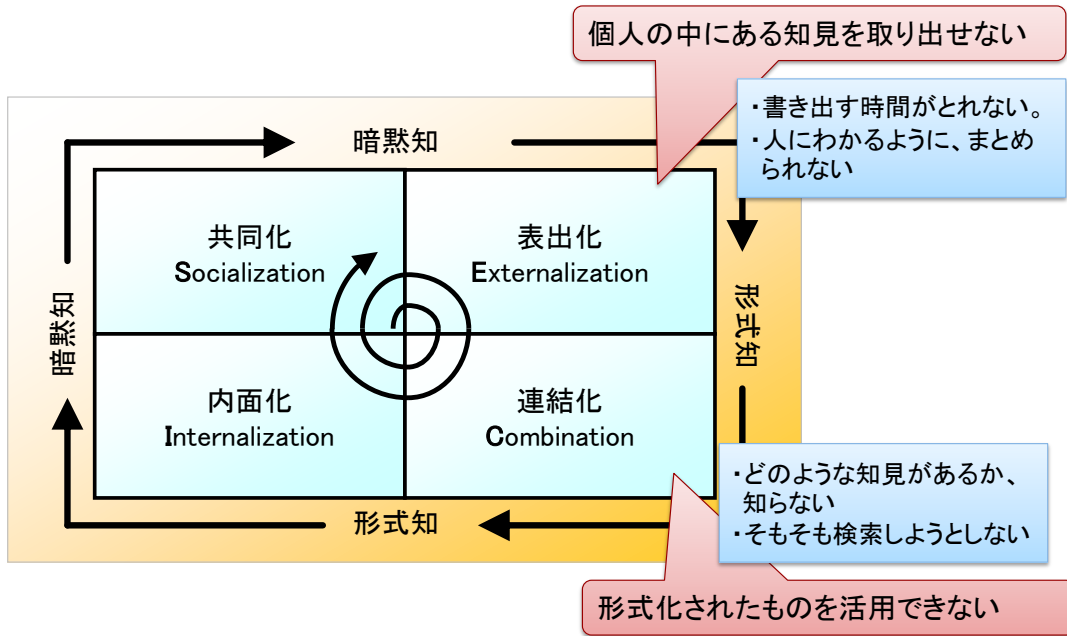 個人の中にある知見を取り出せない
・書き出す時間がとれない。
・人にわかるように、まとめ
られない
暗黙知
共同化
Socialization
表出化
Externalization
暗黙知
形式知
内面化
Internalization
連結化
Combination
・どのような知見があるか、
知らない
・そもそも検索しようとしない
形式知
形式化されたものを活用できない